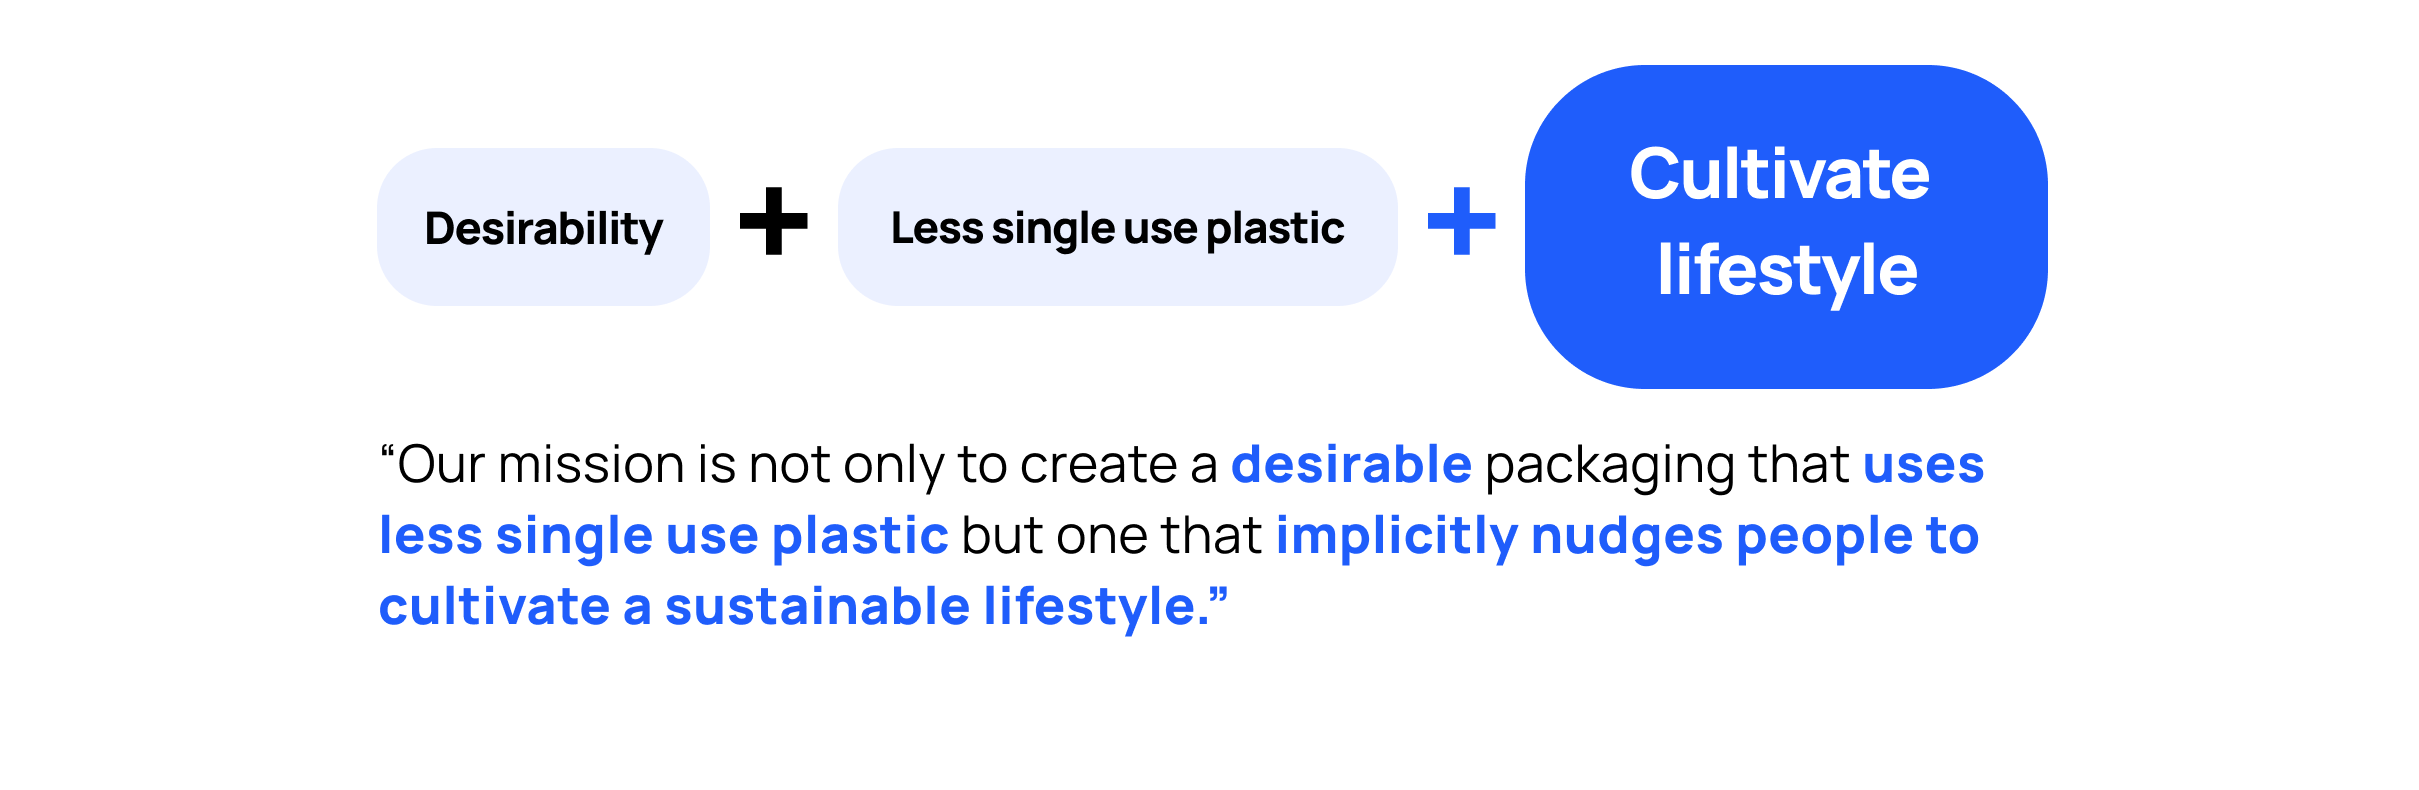 Desirability + Less single use plastic + Cultivate
lifestyle
“Our mission is not only to create a desirable packaging that uses
less single use plastic but one that implicitly nudges people to
cultivate a sustainable lifestyle.”